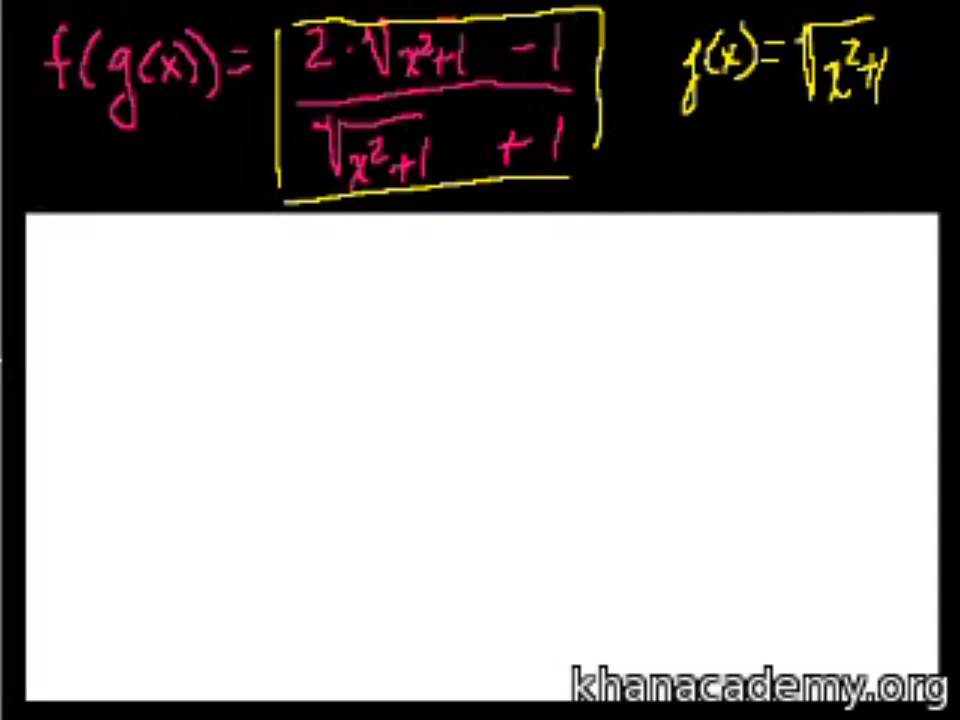 f(g(x)) = 2·√x²+1 - 1 / √x²+1 + 1
g(x) = √x²+1
khanacademy.org